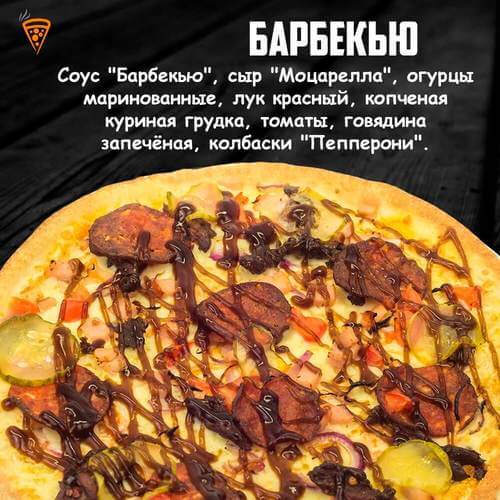 БАРБЕКЬЮ
Соус "Барбекью", сыр "Моцарелла", огурцы
маринованные, лук красный, копченая
куриная грудка, томаты, говядина
запечёная, колбаски "Пепперони".